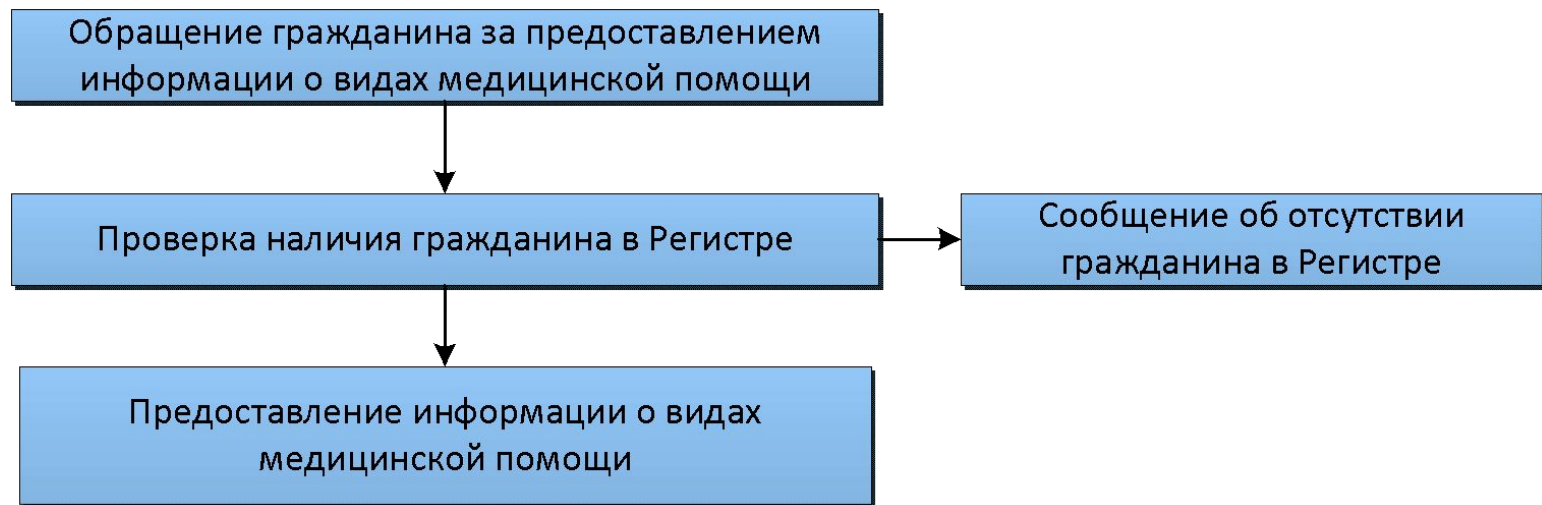 Обращение гражданина за предоставлением
информации о видах медицинской помощи
Проверка наличия гражданина в Регистре
Сообщение об отсутствии
гражданина в Регистре
Предоставление информации о видах
медицинской помощи